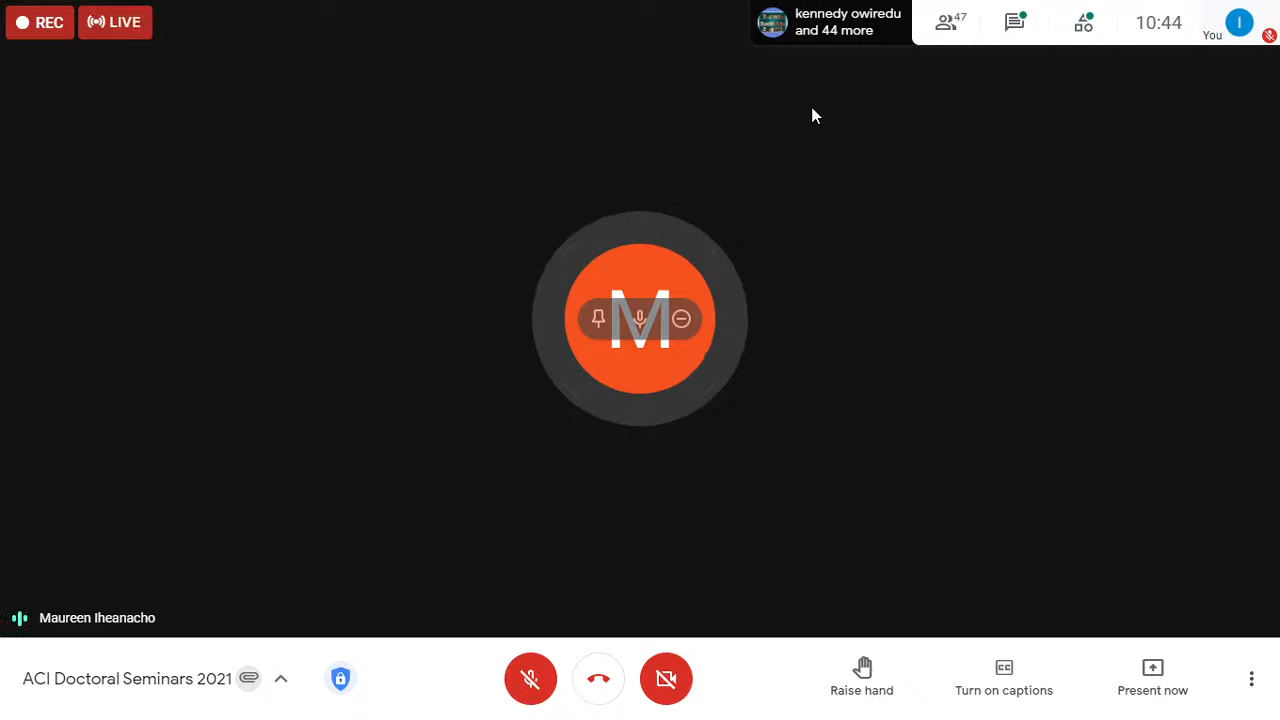 REC
LIVE
kennedy owiredu
and 44 more
47
10:44
You
I
M
Maureen Iheanacho
ACI Doctoral Seminars 2021
CC
Raise hand
Turn on captions
Present now